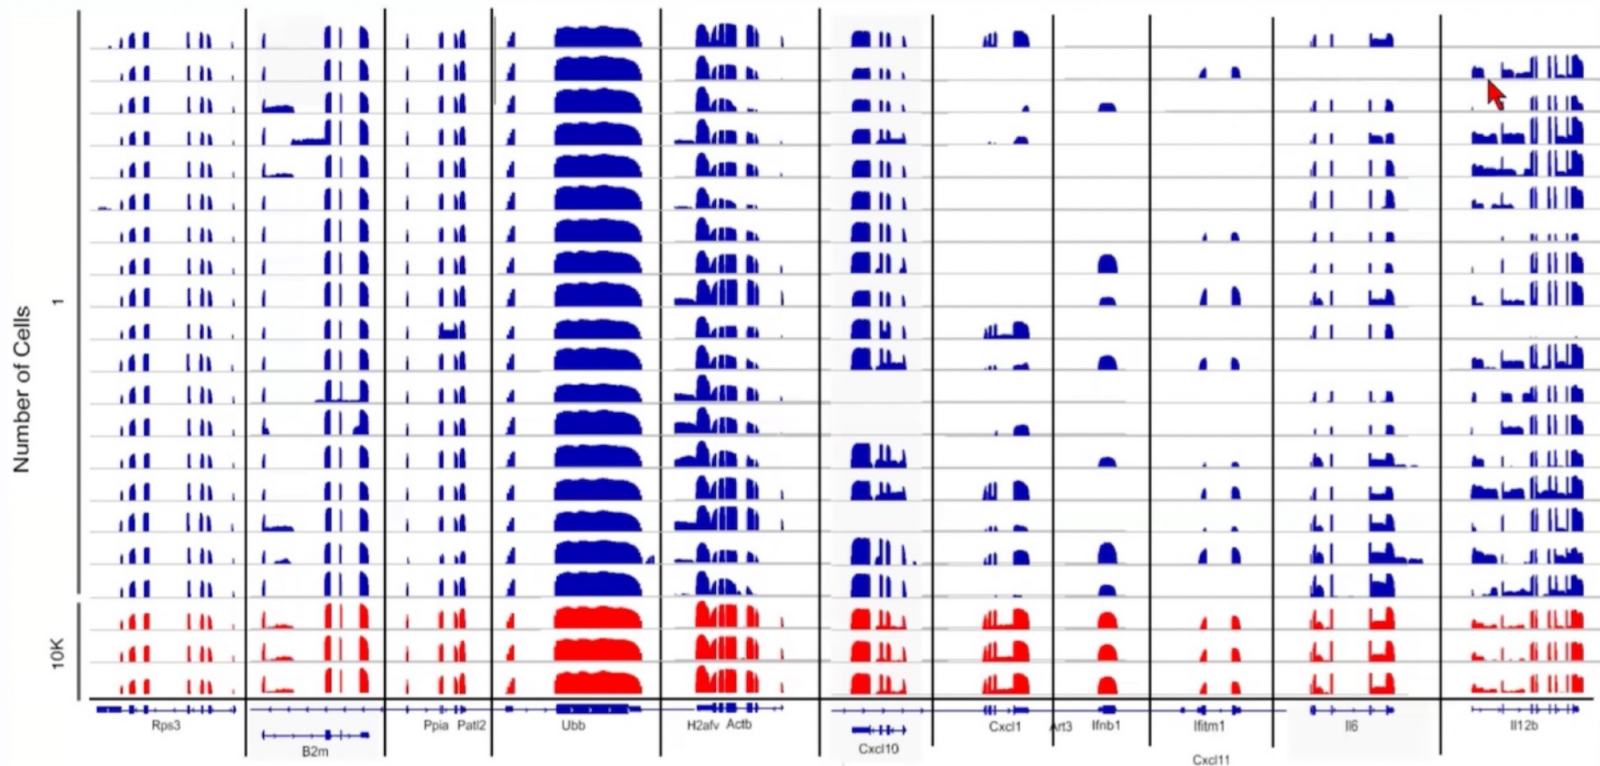 Number of Cells
1
10K
Rps3
B2m
Ppia Patl2
Ubb
H2afv Actb
Cxcl10
Cxcl1
Art3
Ifnb1
Ifitm1
Cxcl11
Il6
Il12b